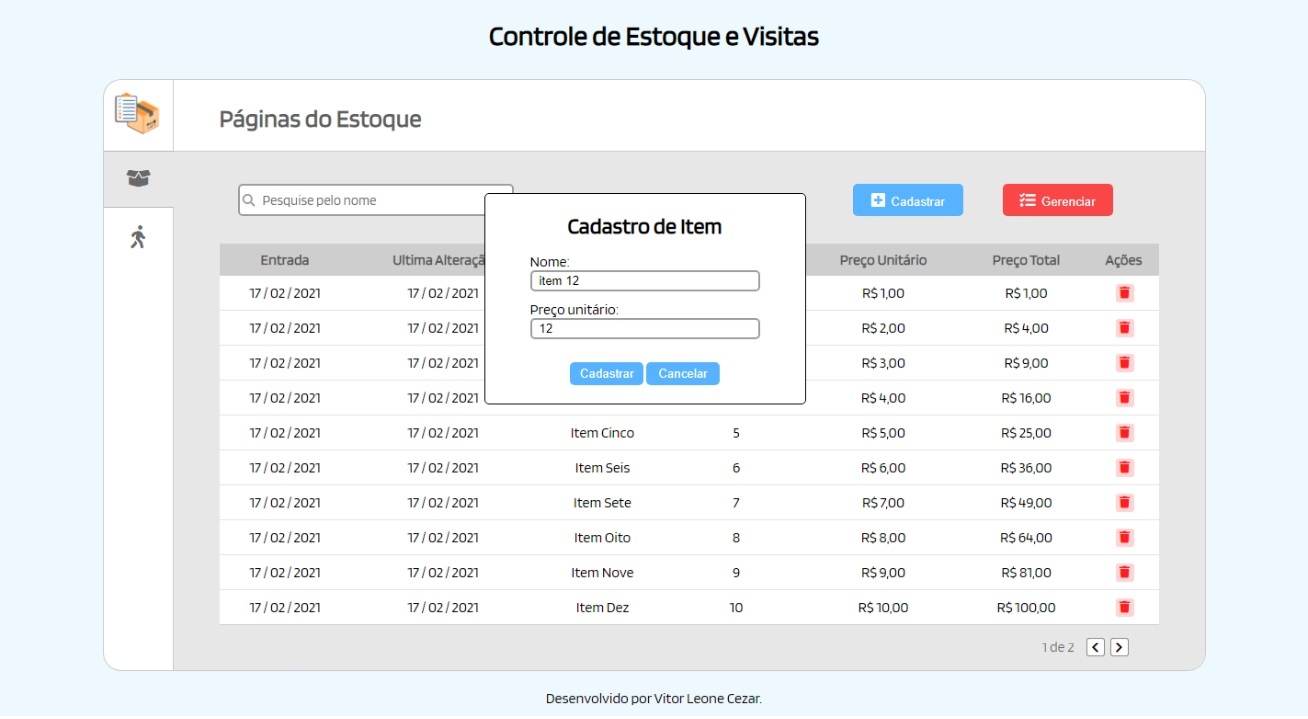 Controle de Estoque e Visitas
Páginas do Estoque
Pesquise pelo nome
Cadastrar
Gerenciar
Cadastro de Item
Nome:
item 12
Preço unitário:
12
Cadastrar Cancelar
Entrada Ultima Alteraçã Preço Unitário Preço Total Ações
17 / 02 / 2021 17 / 02 / 2021 R$ 1,00 R$ 1,00
17 / 02 / 2021 17 / 02 / 2021 R$ 2,00 R$ 4,00
17 / 02 / 2021 17 / 02 / 2021 R$ 3,00 R$ 9,00
17 / 02 / 2021 17 / 02 / 2021 R$ 4,00 R$ 16,00
17 / 02 / 2021 17 / 02 / 2021 Item Cinco 5 R$ 5,00 R$ 25,00
17 / 02 / 2021 17 / 02 / 2021 Item Seis 6 R$ 6,00 R$ 36,00
17 / 02 / 2021 17 / 02 / 2021 Item Sete 7 R$ 7,00 R$ 49,00
17 / 02 / 2021 17 / 02 / 2021 Item Oito 8 R$ 8,00 R$ 64,00
17 / 02 / 2021 17 / 02 / 2021 Item Nove 9 R$ 9,00 R$ 81,00
17 / 02 / 2021 17 / 02 / 2021 Item Dez 10 R$ 10,00 R$ 100,00
1 de 2
Desenvolvido por Vitor Leone Cezar.